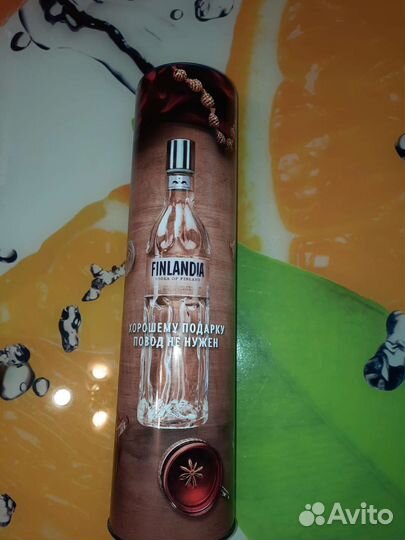 FINLANDIA
VODKA OF FINLAND
ХОРОШЕМУ ПОДАРКУ
ПОВОД НЕ НУЖЕН
Avito